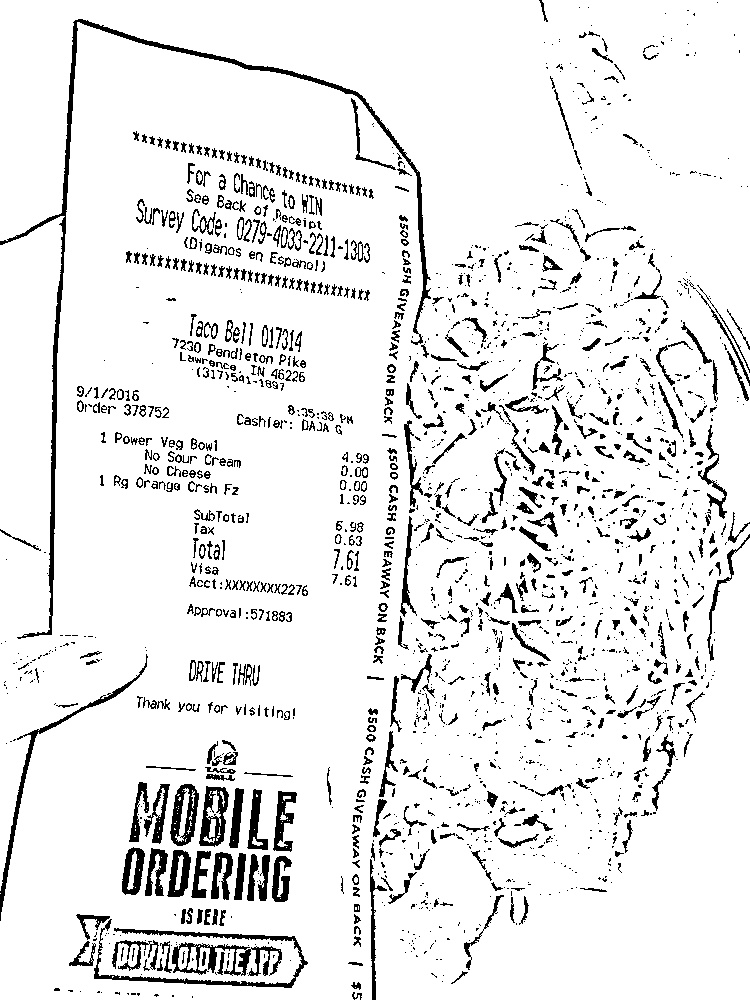 ***********************************
For a Chance to WIN
See Back of Receipt
Survey Code: 0279-4033-2211-1303
(Diganos en Espanol)
***********************************
Taco Bell 017314
7230 Pendleton Pike
Lawrence, IN 46226
(317)541-1897
9/1/2016 8:35:38 PM
Order 378752 Cashier: DAJA G
1 Power Veg Bowl 4.99
No Sour Cream 0.00
No Cheese 0.00
1 Rg Orange Crsh Fz 1.99
SubTotal 6.98
Tax 0.63
Total 7.61
Visa 7.61
Acct:XXXXXXXX2276
Approval:571883
DRIVE THRU
Thank you for visiting!
TACO
BELL
MOBILE
ORDERING
IS HERE
DOWNLOAD THE APP
CK | $500 CASH GIVEAWAY ON BACK | $500 CASH GIVEAWAY ON BACK | $500 CASH GIVEAWAY ON BACK | $5